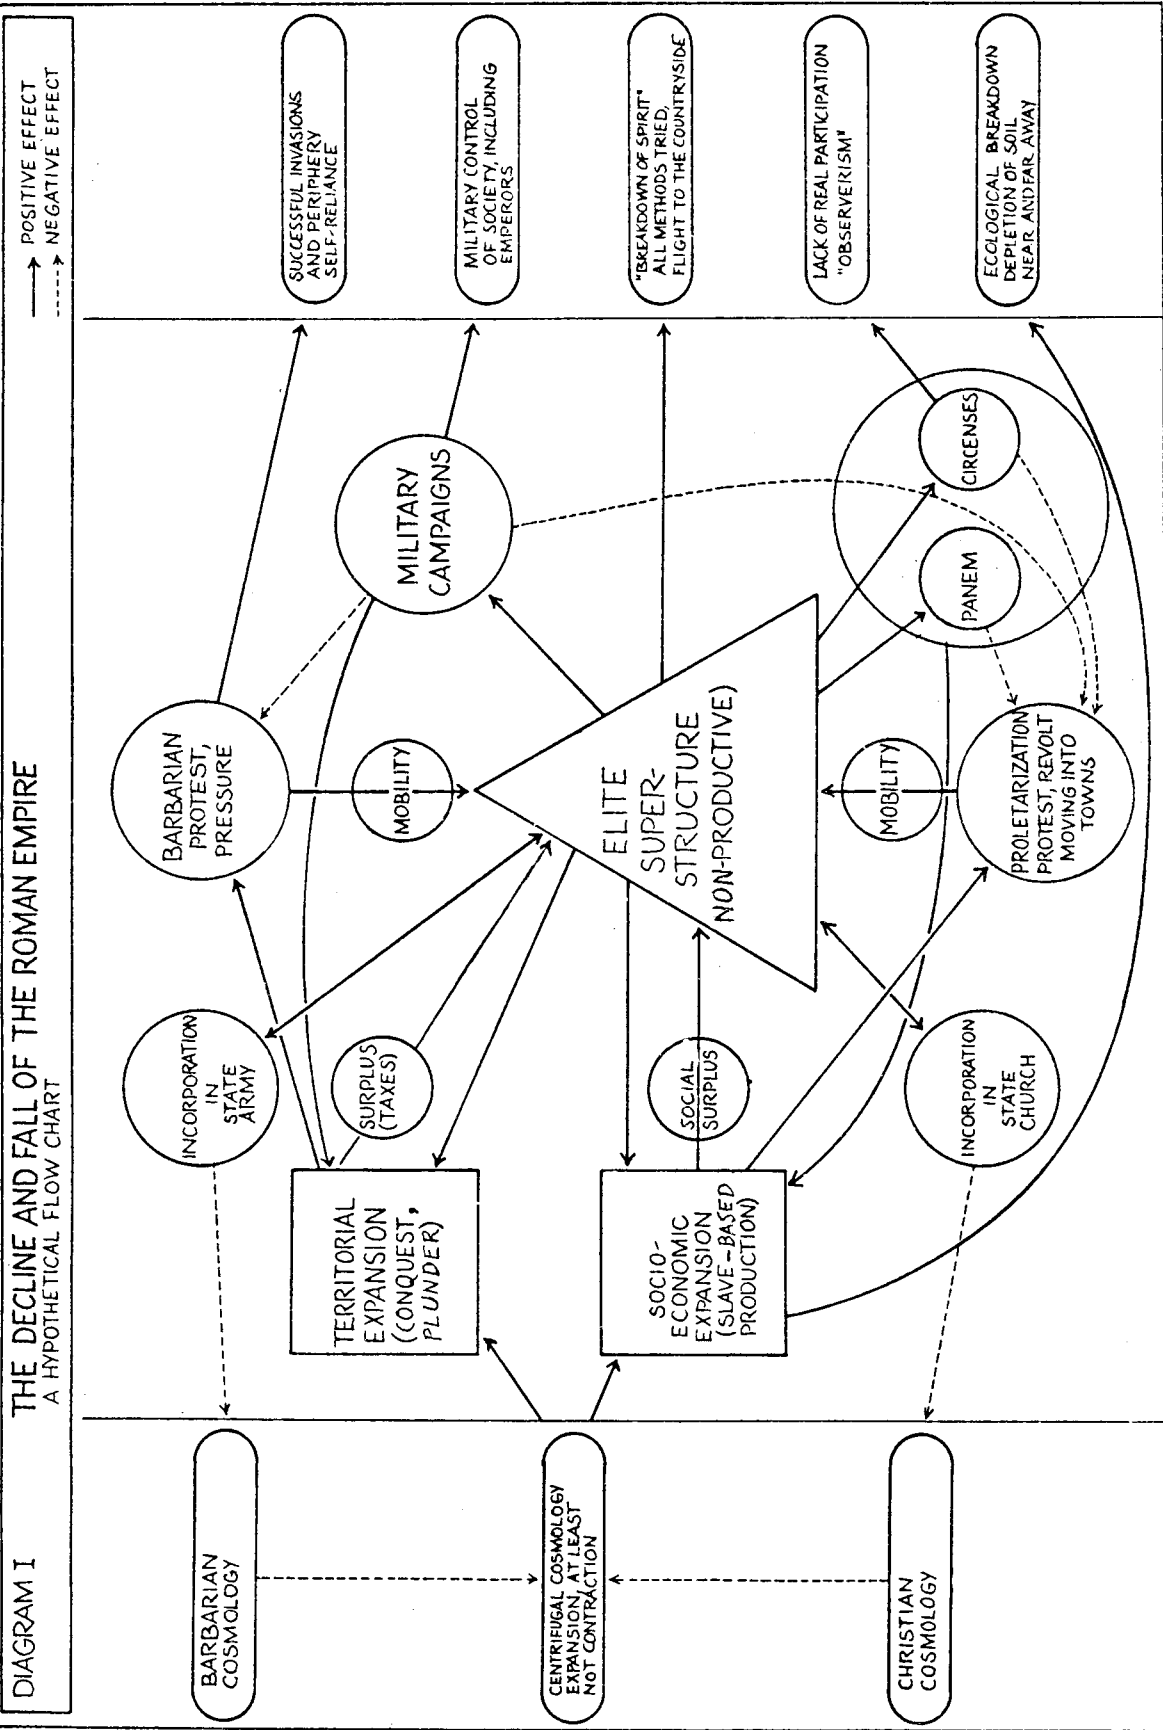 DIAGRAM I
THE DECLINE AND FALL OF THE ROMAN EMPIRE
A HYPOTHETICAL FLOW CHART
POSITIVE EFFECT
NEGATIVE EFFECT
BARBARIAN
COSMOLOGY
CENTRIFUGAL COSMOLOGY
EXPANSION, AT LEAST
NOT CONTRACTION
CHRISTIAN
COSMOLOGY
INCORPORATION
IN
STATE
ARMY
TERRITORIAL
EXPANSION
(CONQUEST,
PLUNDER)
SURPLUS
(TAXES)
SOCIO-
ECONOMIC
EXPANSION
(SLAVE-BASED
PRODUCTION)
SOCIAL
SURPLUS
INCORPORATION
IN
STATE
CHURCH
BARBARIAN
PROTEST,
PRESSURE
MOBILITY
ELITE
SUPER-
STRUCTURE
NON-PRODUCTIVE)
MOBILITY
PROLETARIZATION
PROTEST, REVOLT
MOVING INTO
TOWNS
MILITARY
CAMPAIGNS
PANEM
CIRCENSES
SUCCESSFUL INVASIONS
AND PERIPHERY
SELF-RELIANCE
MILITARY CONTROL
OF SOCIETY, INCLUDING
EMPERORS
"BREAKDOWN OF SPIRIT"
ALL METHODS TRIED,
FLIGHT TO THE COUNTRYSIDE
LACK OF REAL PARTICIPATION
"OBSERVERISM"
ECOLOGICAL BREAKDOWN
DEPLETION OF SOIL
NEAR AND FAR AWAY